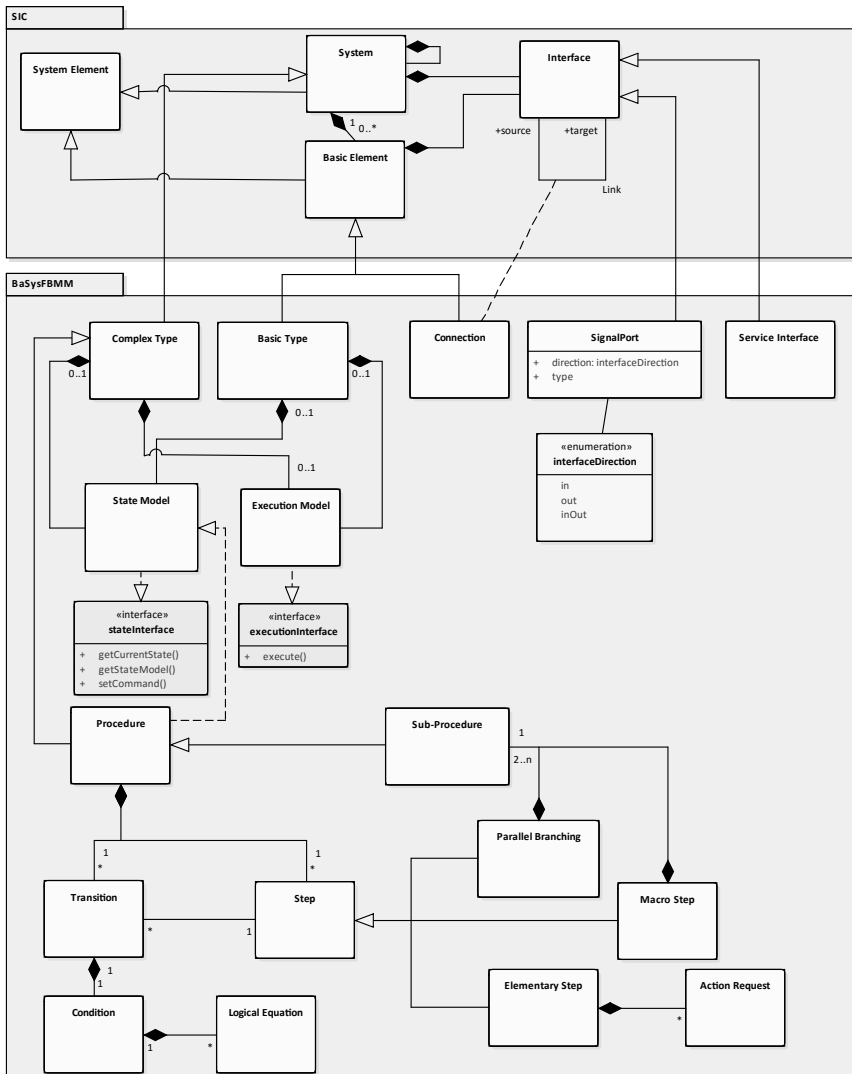 SIC
System Element
System
Interface
1
0..*
+source
+target
Basic Element
Link
BaSysFBMM
Complex Type
Basic Type
Connection
SignalPort
+ direction: interfaceDirection
+ type
Service Interface
0..1
0..1
0..1
0..1
«enumeration»
interfaceDirection
in
out
inOut
State Model
Execution Model
«interface»
stateInterface
+ getCurrentState()
+ getStateModel()
+ setCommand()
«interface»
executionInterface
+ execute()
Procedure
Sub-Procedure
1
2..n
Parallel Branching
1
*
1
*
Transition
Step
Macro Step
*
1
1
1
Elementary Step
Action Request
*
Condition
Logical Equation
1
*